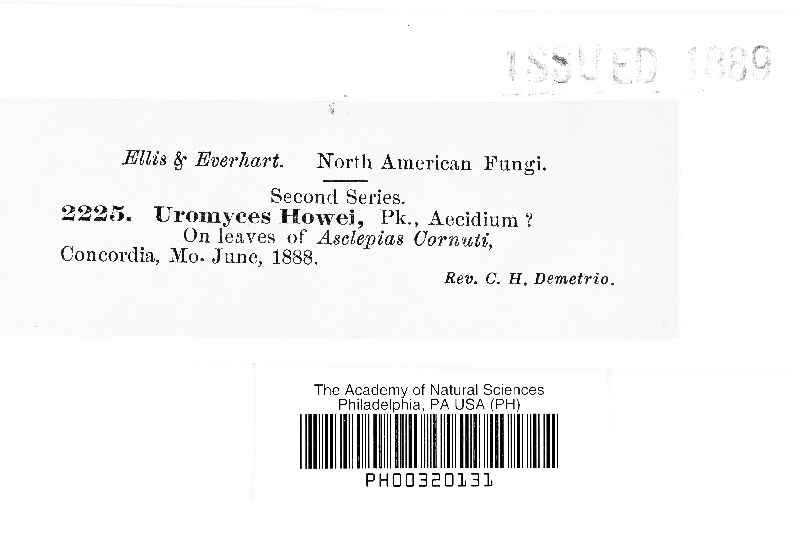 ISSUED 1889
Ellis & Everhart. North American Fungi.
Second Series.
2225. Uromyces Howei, Pk., Aecidium ?
On leaves of Asclepias Cornuti,
Concordia, Mo. June, 1888.
Rev. C. H. Demetrio.
The Academy of Natural Sciences
Philadelphia, PA USA (PH)
PH00320131